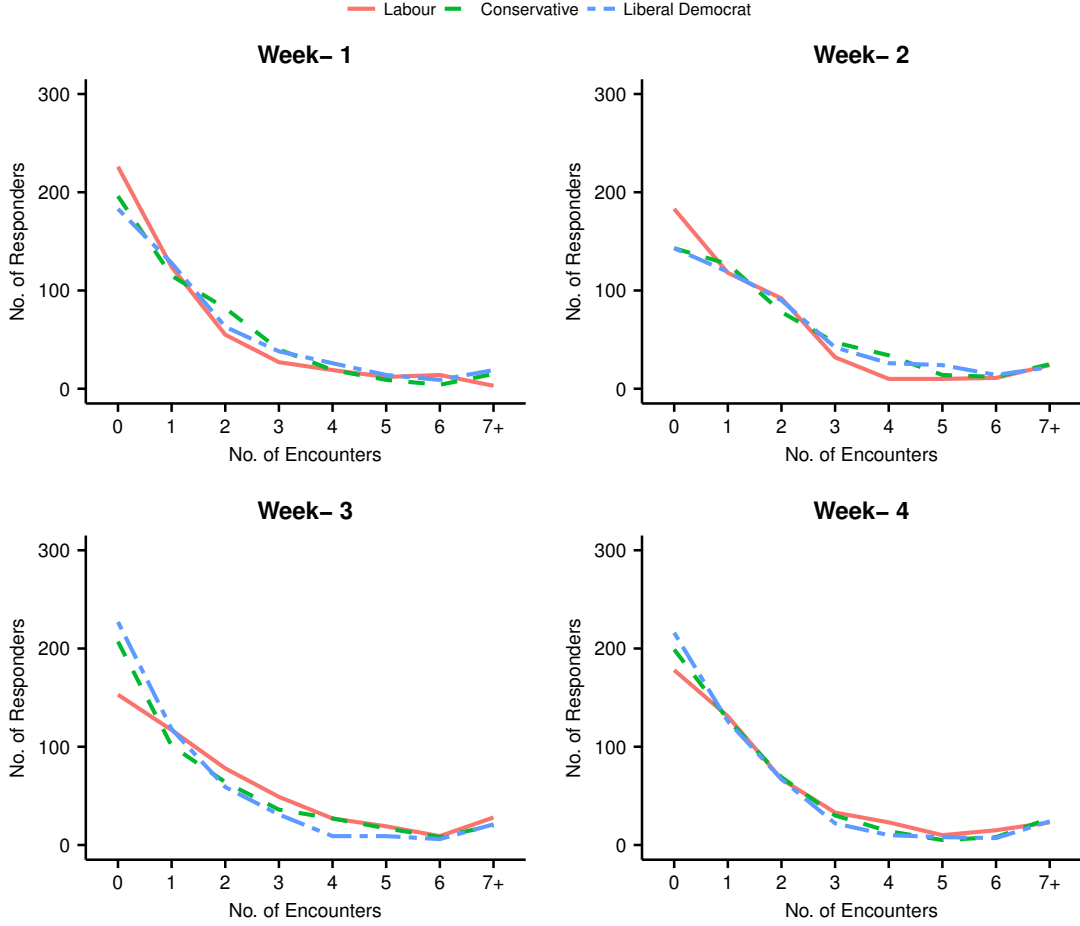 Labour Conservative Liberal Democrat
Week– 1
300
200
100
0
No. of Responders
0 1 2 3 4 5 6 7+
No. of Encounters
Week– 2
300
200
100
0
No. of Responders
0 1 2 3 4 5 6 7+
No. of Encounters
Week– 3
300
200
100
0
No. of Responders
0 1 2 3 4 5 6 7+
No. of Encounters
Week– 4
300
200
100
0
No. of Responders
0 1 2 3 4 5 6 7+
No. of Encounters